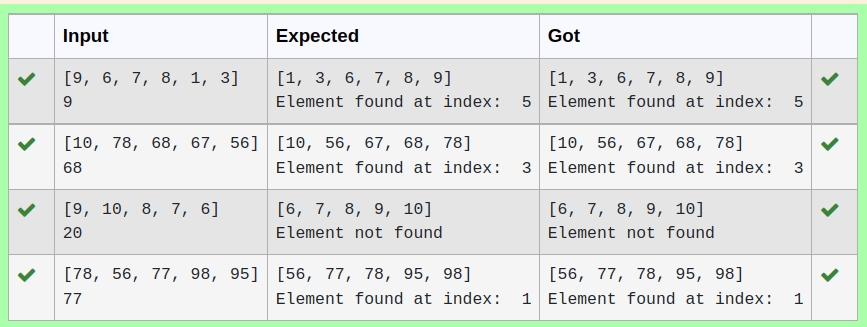 Input Expected Got
[9, 6, 7, 8, 1, 3] [1, 3, 6, 7, 8, 9] [1, 3, 6, 7, 8, 9]
9 Element found at index:  5 Element found at index:  5
[10, 78, 68, 67, 56] [10, 56, 67, 68, 78] [10, 56, 67, 68, 78]
68 Element found at index:  3 Element found at index:  3
[9, 10, 8, 7, 6] [6, 7, 8, 9, 10] [6, 7, 8, 9, 10]
20 Element not found Element not found
[78, 56, 77, 98, 95] [56, 77, 78, 95, 98] [56, 77, 78, 95, 98]
77 Element found at index:  1 Element found at index:  1